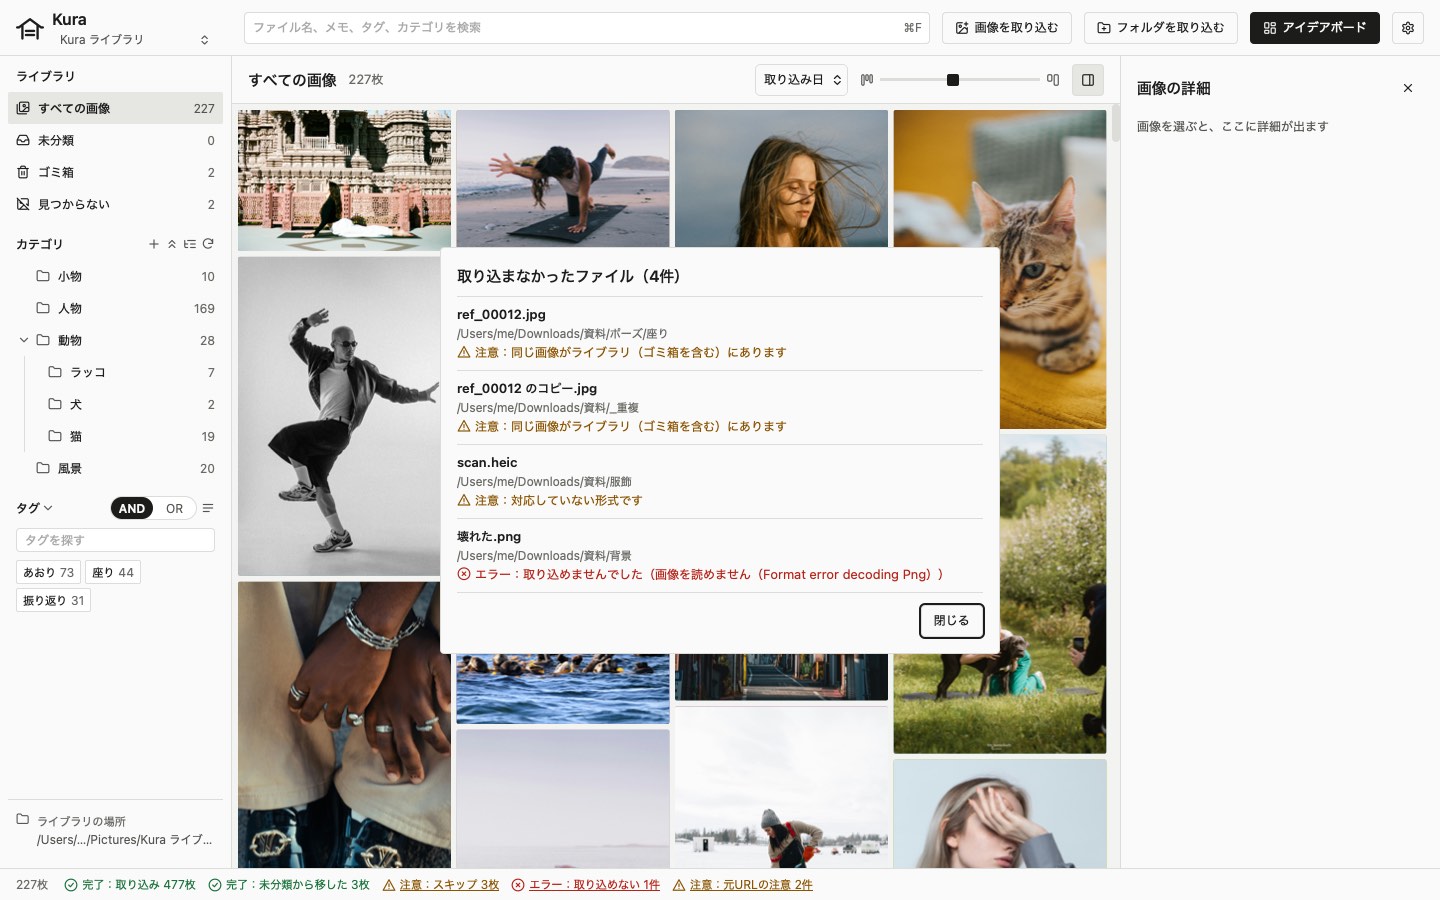 Kura
Kura ライブラリ
ファイル名、メモ、タグ、カテゴリを検索
⌘F
画像を取り込む
フォルダを取り込む
アイデアボード
ライブラリ
すべての画像 227
未分類 0
ゴミ箱 2
見つからない 2
カテゴリ
小物 10
人物 169
動物 28
ラッコ 7
犬 2
猫 19
風景 20
タグ
AND OR
タグを探す
あおり 73
座り 44
振り返り 31
ライブラリの場所
/Users/.../Pictures/Kura ライブ...
すべての画像 227枚
取り込み日
取り込まなかったファイル（4件）
ref_00012.jpg
/Users/me/Downloads/資料/ポーズ/座り
注意：同じ画像がライブラリ（ゴミ箱を含む）にあります
ref_00012 のコピー.jpg
/Users/me/Downloads/資料/_重複
注意：同じ画像がライブラリ（ゴミ箱を含む）にあります
scan.heic
/Users/me/Downloads/資料/服飾
注意：対応していない形式です
壊れた.png
/Users/me/Downloads/資料/背景
エラー：取り込めませんでした（画像を読めません（Format error decoding Png））
閉じる
画像の詳細
画像を選ぶと、ここに詳細が出ます
227枚
完了：取り込み 477枚
完了：未分類から移した 3枚
注意：スキップ 3枚
エラー：取り込めない 1件
注意：元URLの注意 2件